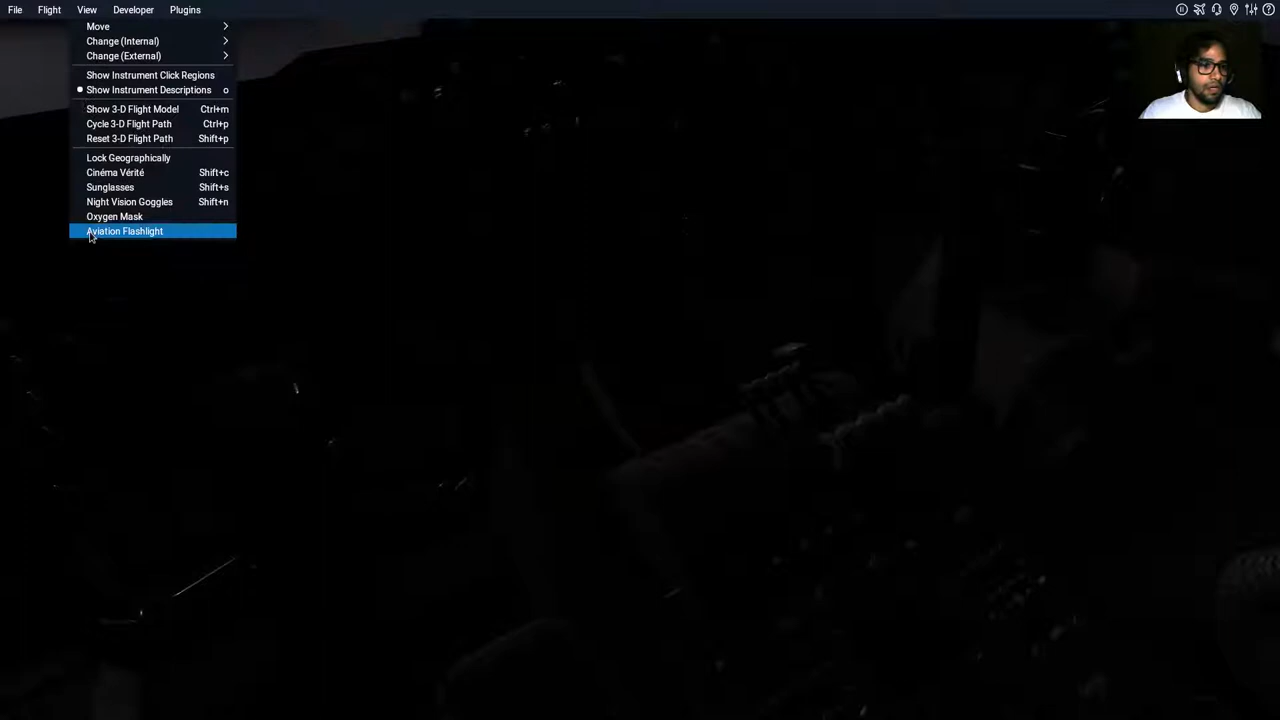 File Flight View Developer Plugins
Move
Change (Internal)
Change (External)
Show Instrument Click Regions
Show Instrument Descriptions o
Show 3-D Flight Model Ctrl+m
Cycle 3-D Flight Path Ctrl+p
Reset 3-D Flight Path Shift+p
Lock Geographically
Cinéma Vérité Shift+c
Sunglasses Shift+s
Night Vision Goggles Shift+n
Oxygen Mask
Aviation Flashlight